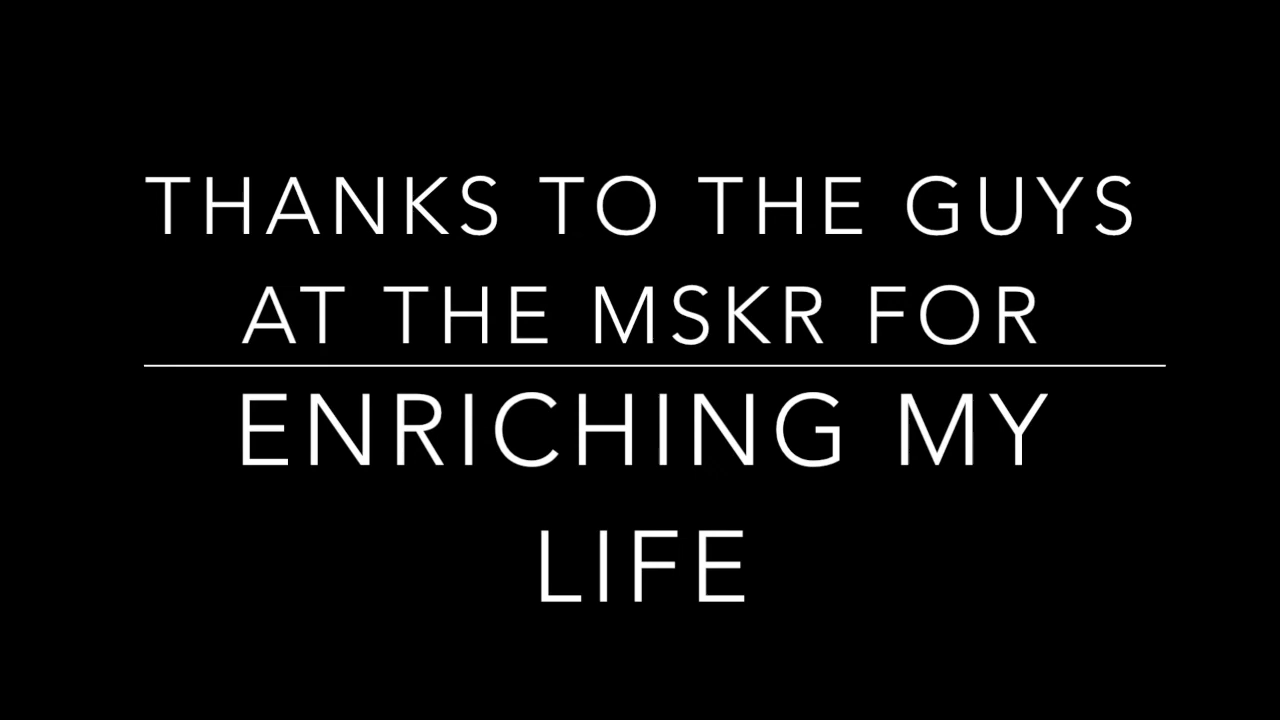 THANKS TO THE GUYS
AT THE MSKR FOR
ENRICHING MY
LIFE